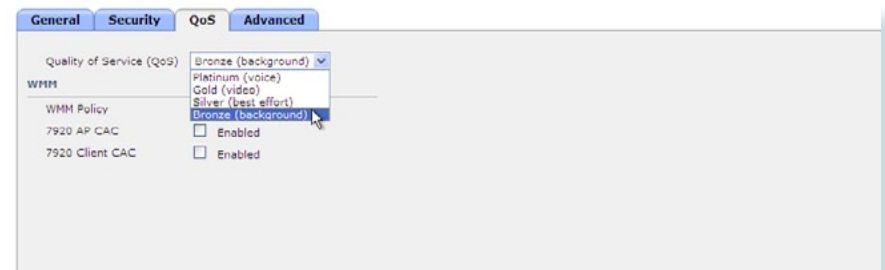 General Security QoS Advanced
Quality of Service (QoS) Bronze (background)
Platinum (voice)
Gold (video)
WMM
Silver (best effort)
WMM Policy
Bronze (background)
7920 AP CAC Enabled
7920 Client CAC Enabled